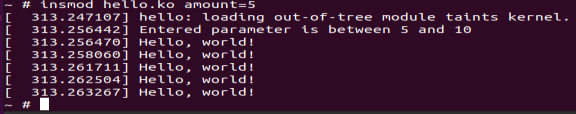 ~ # insmod hello.ko amount=5
[  313.247107] hello: loading out-of-tree module taints kernel.
[  313.256442] Entered parameter is between 5 and 10
[  313.256470] Hello, world!
[  313.258060] Hello, world!
[  313.261711] Hello, world!
[  313.262504] Hello, world!
[  313.263267] Hello, world!
~ #